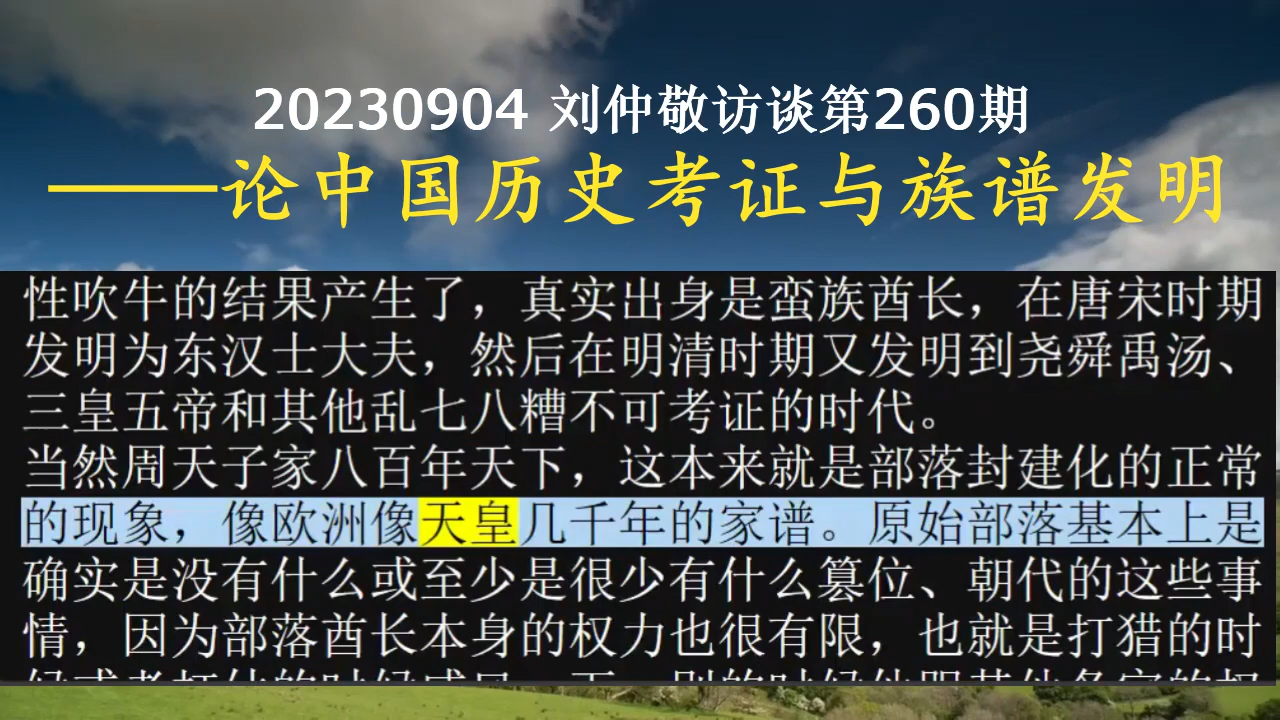 20230904 刘仲敬访谈第260期
——论中国历史考证与族谱发明
性吹牛的结果产生了，真实出身是蛮族酋长，在唐宋时期
发明为东汉士大夫，然后在明清时期又发明到尧舜禹汤、
三皇五帝和其他乱七八糟不可考证的时代。
当然周天子家八百年天下，这本来就是部落封建化的正常
的现象，像欧洲像天皇几千年的家谱。原始部落基本上是
确实是没有什么或至少是很少有什么篡位、朝代的这些事
情，因为部落酋长本身的权力也很有限，也就是打猎的时